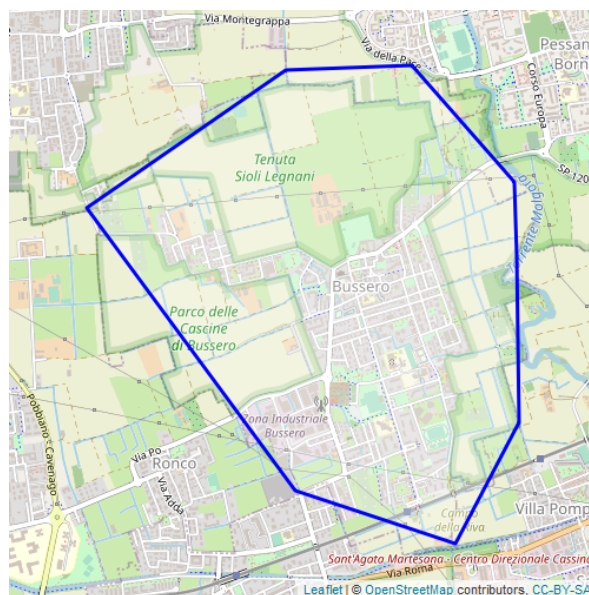 Via Montegrappa
Via della Pace
Pessan
Born
Corso Europa
SP 120
Tenuta
Sioli Legnani
Torrente Molgora
Bussero
Parco delle
Cascine
di Bussero
Zona Industriale
Bussero
Pobbiano - Cavenago
Via Po
Ronco
Via Adda
Campo
della Riva
Villa Pomp
Sant'Agata Martesana - Centro Direzionale Cassina
Via Roma
Leaflet | © OpenStreetMap contributors, CC-BY-SA